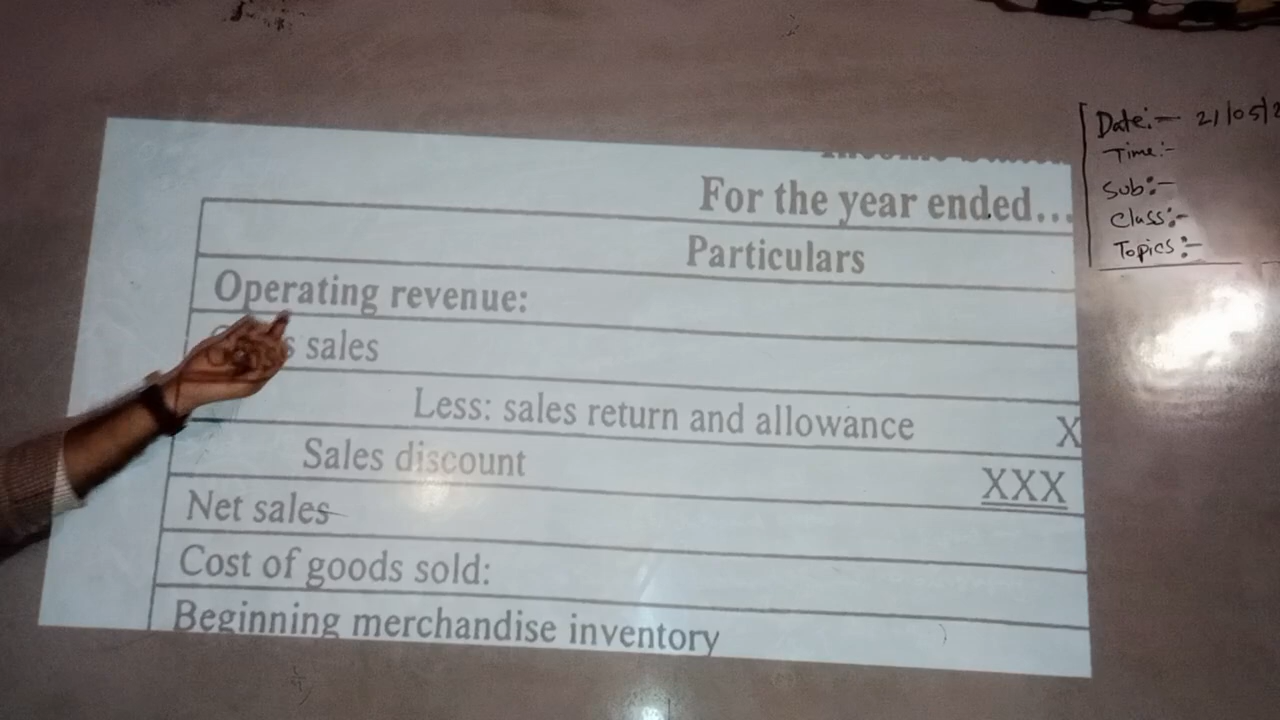 For the year ended...
Particulars
Operating revenue:
sales
Less: sales return and allowance X
Sales discount XXX
Net sales
Cost of goods sold:
Beginning merchandise inventory
Date:- 21/05/2
Time:-
Sub:-
Class:-
Topics:-